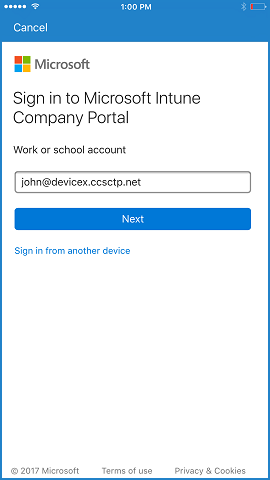 1:00 PM
Cancel
Microsoft
Sign in to Microsoft Intune
Company Portal
Work or school account
john@devicex.ccsctp.net
Next
Sign in from another device
© 2017 Microsoft Terms of use Privacy & Cookies